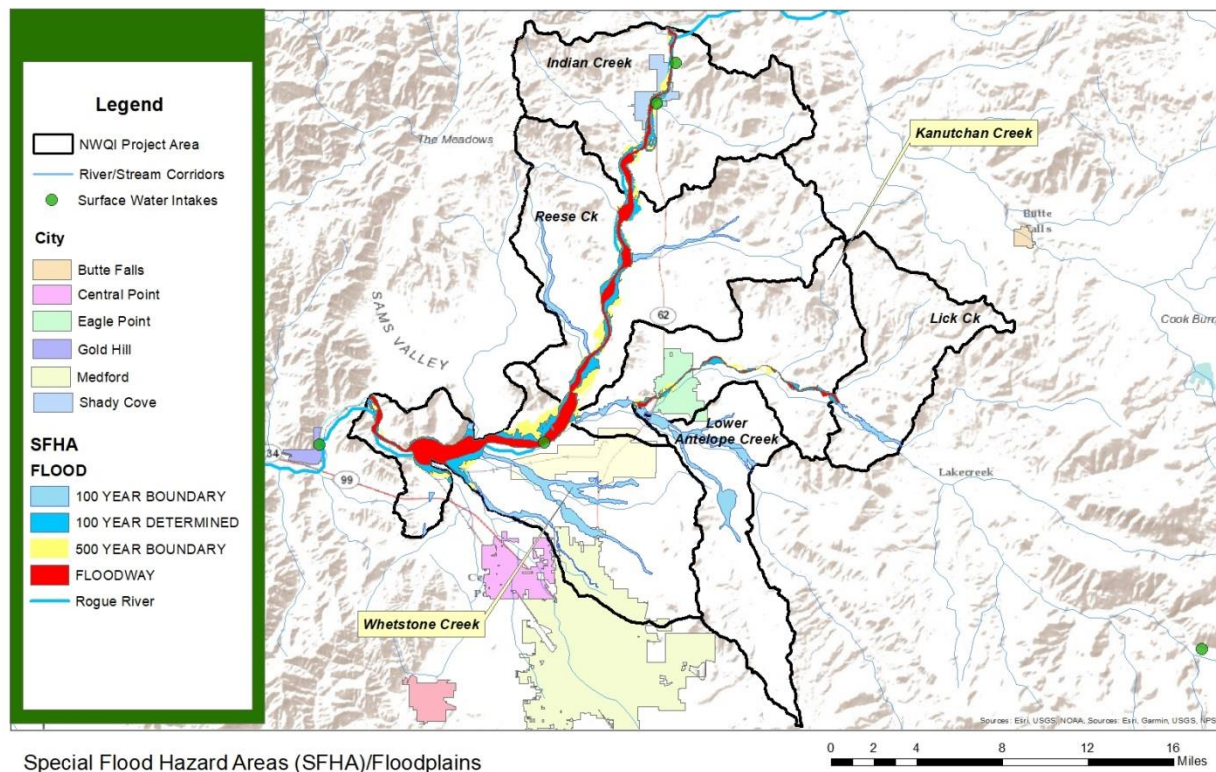 Legend
NWQI Project Area
River/Stream Corridors
Surface Water Intakes
City
Butte Falls
Central Point
Eagle Point
Gold Hill
Medford
Shady Cove
SFHA
FLOOD
100 YEAR BOUNDARY
100 YEAR DETERMINED
500 YEAR BOUNDARY
FLOODWAY
Rogue River
Indian Creek
The Meadows
Kanutchan Creek
Reese Ck
Butte
SAMS VALLEY
62
Lick Ck
Cook Burn
Lower
Antelope Creek
34
99
Lakecreek
Whetstone Creek
Sources: Esri, USGS, NOAA, Sources: Esri, Garmin, USGS, NPS
Special Flood Hazard Areas (SFHA)/Floodplains
0 2 4 8 12 16
Miles